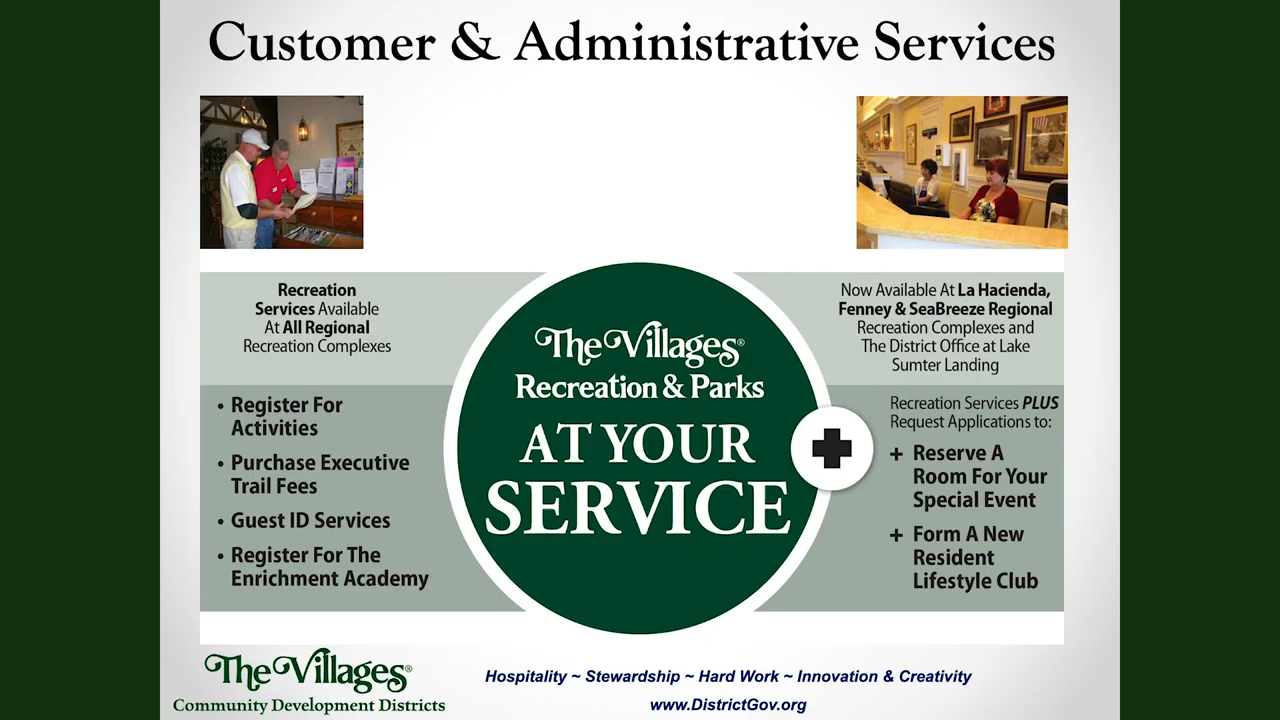 Customer & Administrative Services
Recreation
Services Available
At All Regional
Recreation Complexes
• Register For
Activities
• Purchase Executive
Trail Fees
• Guest ID Services
• Register For The
Enrichment Academy
The Villages®
Recreation & Parks
AT YOUR
SERVICE
Now Available At La Hacienda,
Fenney & SeaBreeze Regional
Recreation Complexes and
The District Office at Lake
Sumter Landing
Recreation Services PLUS
Request Applications to:
+ Reserve A
Room For Your
Special Event
+ Form A New
Resident
Lifestyle Club
The Villages®
Community Development Districts
Hospitality ~ Stewardship ~ Hard Work ~ Innovation & Creativity
www.DistrictGov.org